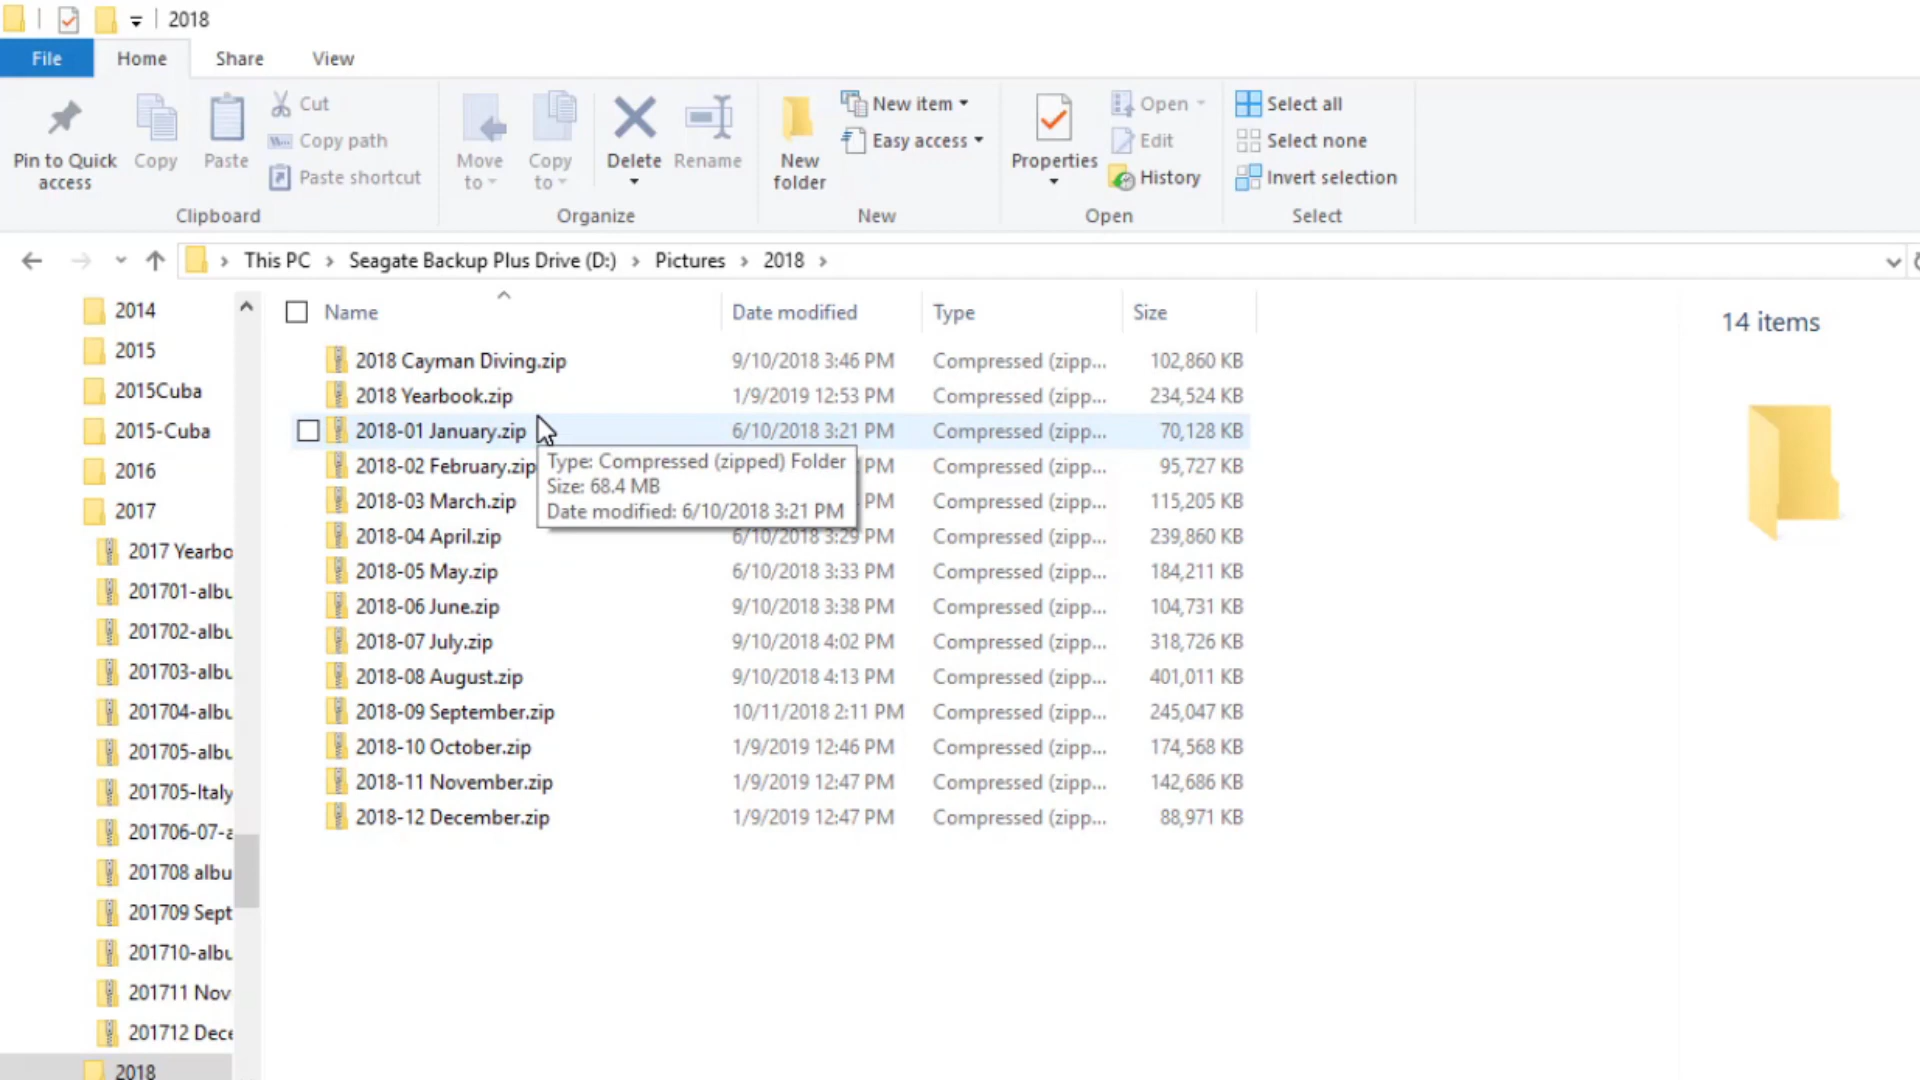 2018
File Home Share View
Pin to Quick access
Copy
Paste
Cut
Copy path
Paste shortcut
Clipboard
Move to
Copy to
Delete
Rename
Organize
New folder
New item
Easy access
New
Properties
Open
Edit
History
Open
Select all
Select none
Invert selection
Select
This PC > Seagate Backup Plus Drive (D:) > Pictures > 2018 >
2014
2015
2015Cuba
2015-Cuba
2016
2017
2017 Yearbo
201701-albu
201702-albu
201703-albu
201704-albu
201705-albu
201705-Italy
201706-07-a
201708 albu
201709 Sept
201710-albu
201711 Nov
201712 Dece
2018
Name Date modified Type Size
2018 Cayman Diving.zip 9/10/2018 3:46 PM Compressed (zipp... 102,860 KB
2018 Yearbook.zip 1/9/2019 12:53 PM Compressed (zipp... 234,524 KB
2018-01 January.zip 6/10/2018 3:21 PM Compressed (zipp... 70,128 KB
2018-02 February.zip PM Compressed (zipp... 95,727 KB
2018-03 March.zip PM Compressed (zipp... 115,205 KB
2018-04 April.zip 6/10/2018 3:29 PM Compressed (zipp... 239,860 KB
2018-05 May.zip 6/10/2018 3:33 PM Compressed (zipp... 184,211 KB
2018-06 June.zip 9/10/2018 3:38 PM Compressed (zipp... 104,731 KB
2018-07 July.zip 9/10/2018 4:02 PM Compressed (zipp... 318,726 KB
2018-08 August.zip 9/10/2018 4:13 PM Compressed (zipp... 401,011 KB
2018-09 September.zip 10/11/2018 2:11 PM Compressed (zipp... 245,047 KB
2018-10 October.zip 1/9/2019 12:46 PM Compressed (zipp... 174,568 KB
2018-11 November.zip 1/9/2019 12:47 PM Compressed (zipp... 142,686 KB
2018-12 December.zip 1/9/2019 12:47 PM Compressed (zipp... 88,971 KB
Type: Compressed (zipped) Folder
Size: 68.4 MB
Date modified: 6/10/2018 3:21 PM
14 items